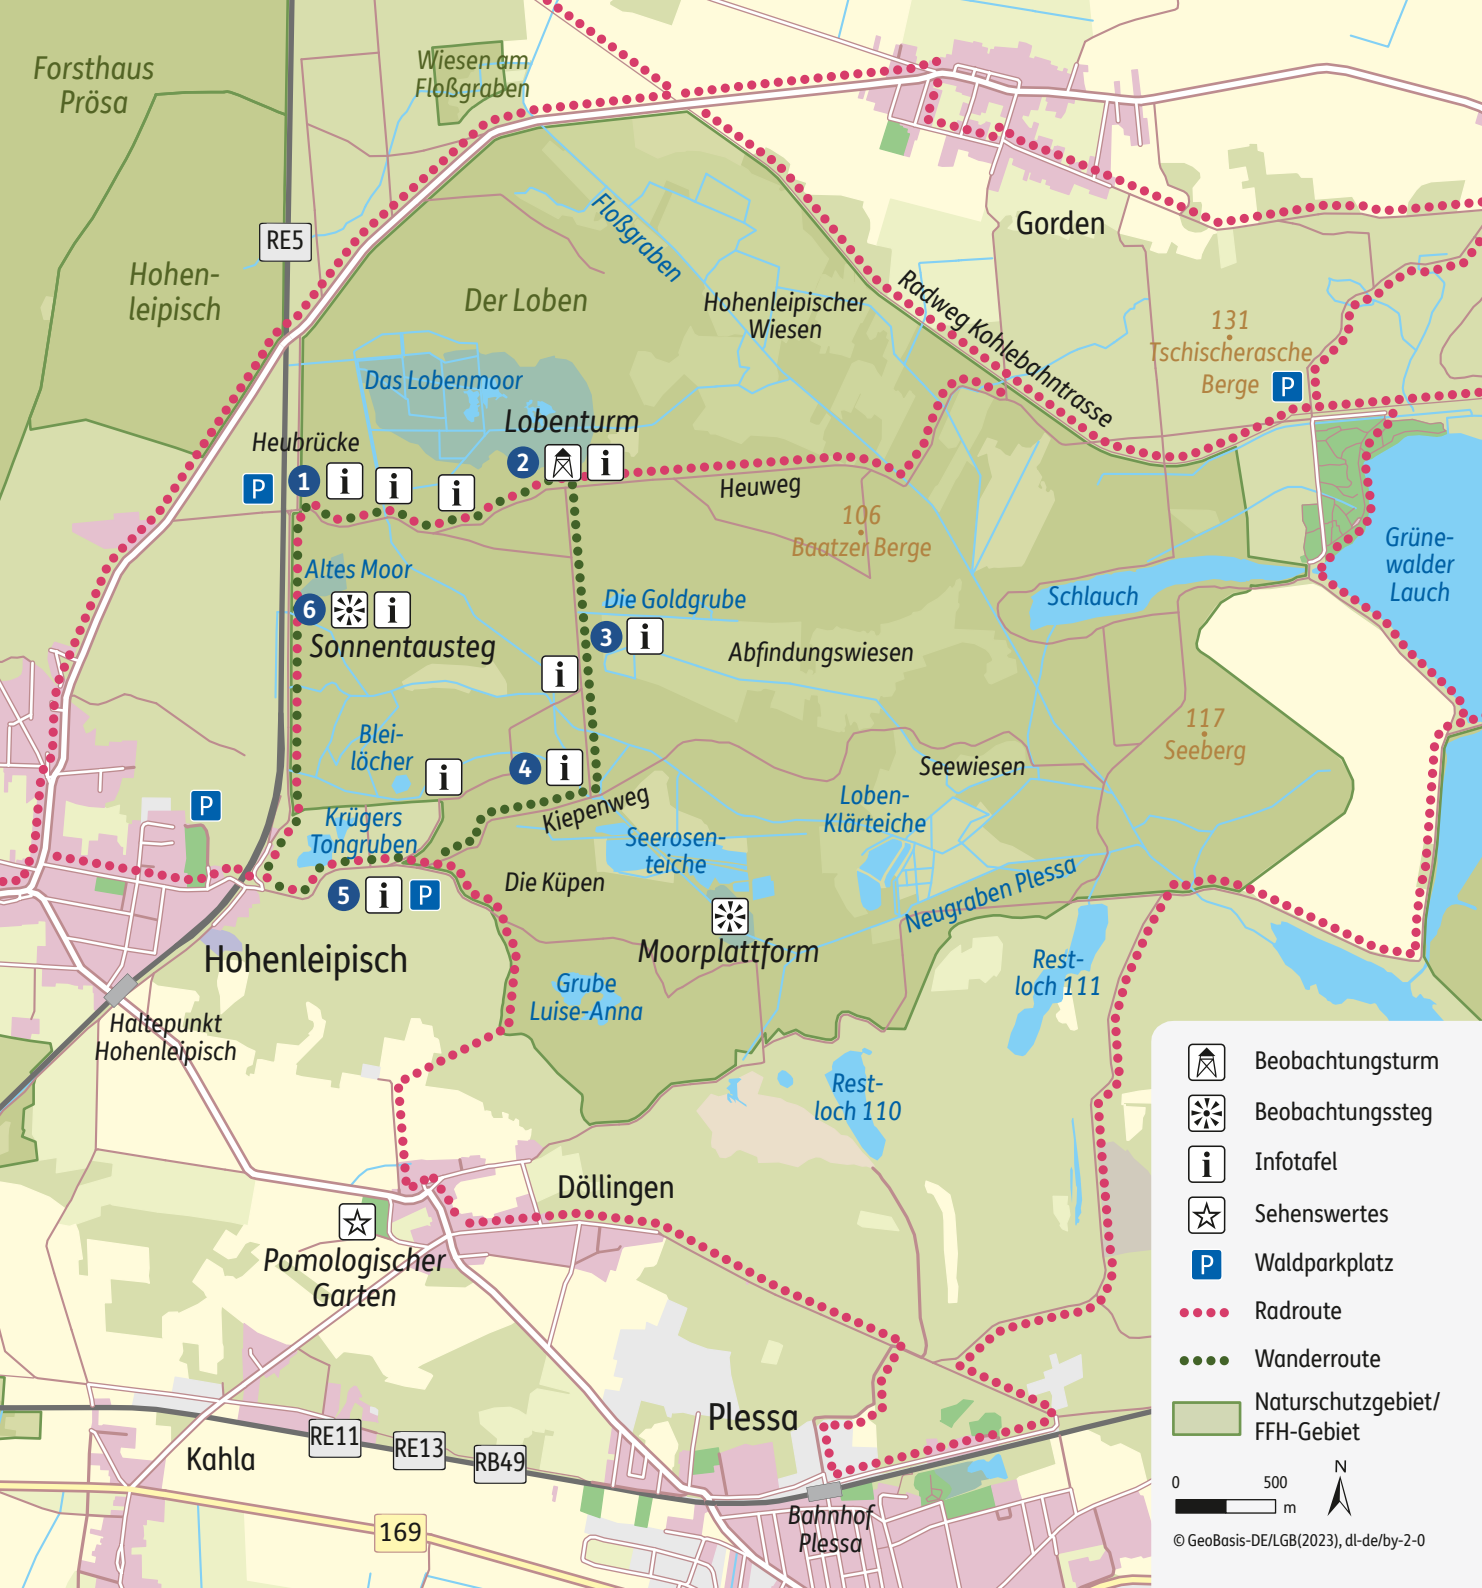 Forsthaus
Prösa
Wiesen am
Floßgraben
RE5
Hohen-
leipisch
Der Loben
Floßgraben
Hohenleipischer
Wiesen
Gorden
Radweg Kohlebahntrasse
131
Tschischerasche
Berge
P
Das Lobenmoor
Lobenturm
Heubrücke
P
1
i
i
i
2
i
Heuweg
106
Baatzer Berge
Grüne-
walder
Lauch
Altes Moor
6
i
Sonnentausteg
Die Goldgrube
3
i
Schlauch
Abfindungswiesen
i
117
Seeberg
Blei-
löcher
i
4
i
Seewiesen
Kiepenweg
Loben-
Klärteiche
P
Krügers
Tongruben
Seerosen-
teiche
5
i
P
Die Küpen
Neugraben Plessa
Moorplattform
Hohenleipisch
Grube
Luise-Anna
Rest-
loch 111
Haltepunkt
Hohenleipisch
Rest-
loch 110
Döllingen
Pomologischer
Garten
Plessa
Kahla
RE11
RE13
RB49
Bahnhof
Plessa
169
Beobachtungsturm
Beobachtungssteg
i
Infotafel
Sehenswertes
P
Waldparkplatz
Radroute
Wanderroute
Naturschutzgebiet/
FFH-Gebiet
0
500
m
N
© GeoBasis-DE/LGB(2023), dl-de/by-2-0